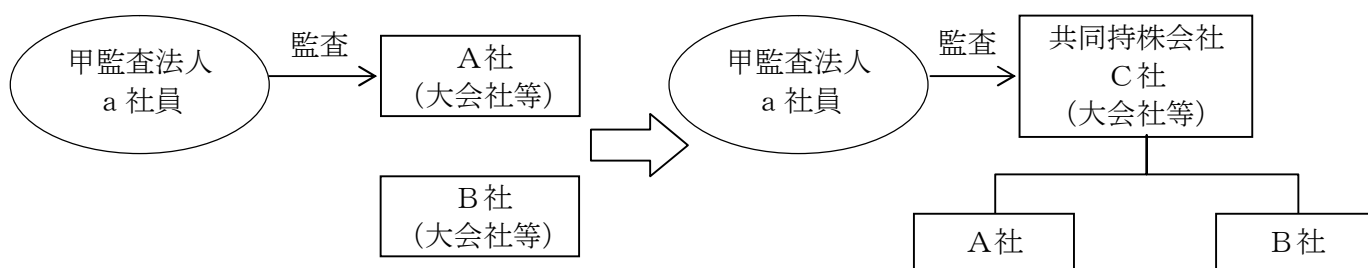 甲監査法人
a 社員
監査
A社
(大会社等)
B社
(大会社等)
甲監査法人
a 社員
監査
共同持株会社
C社
(大会社等)
A社
B社